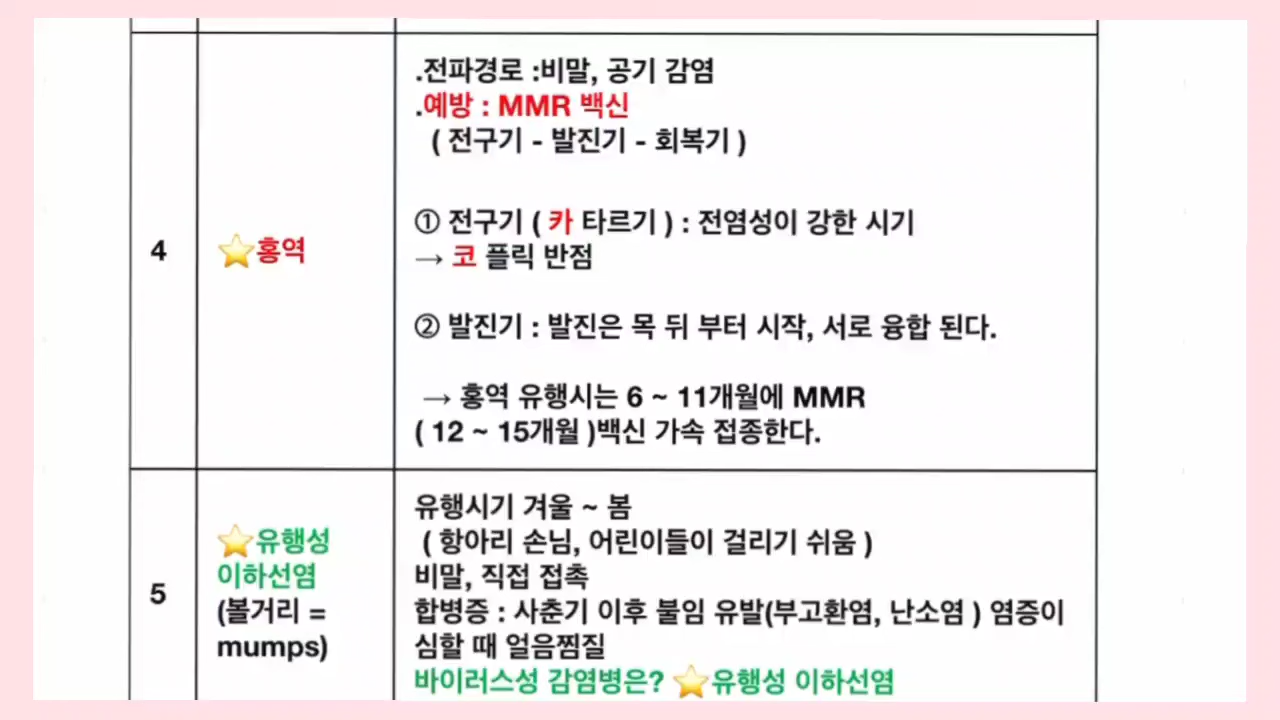 4
⭐홍역
.전파경로 :비말, 공기 감염
.예방 : MMR 백신
( 전구기 - 발진기 - 회복기 )
① 전구기 ( 카 타르기 ) : 전염성이 강한 시기
→ 코 플릭 반점
② 발진기 : 발진은 목 뒤 부터 시작, 서로 융합 된다.
→ 홍역 유행시는 6 ~ 11개월에 MMR
( 12 ~ 15개월 )백신 가속 접종한다.
5
⭐유행성
이하선염
(볼거리 =
mumps)
유행시기 겨울 ~ 봄
( 항아리 손님, 어린이들이 걸리기 쉬움 )
비말, 직접 접촉
합병증 : 사춘기 이후 불임 유발(부고환염, 난소염 ) 염증이
심할 때 얼음찜질
바이러스성 감염병은? ⭐유행성 이하선염